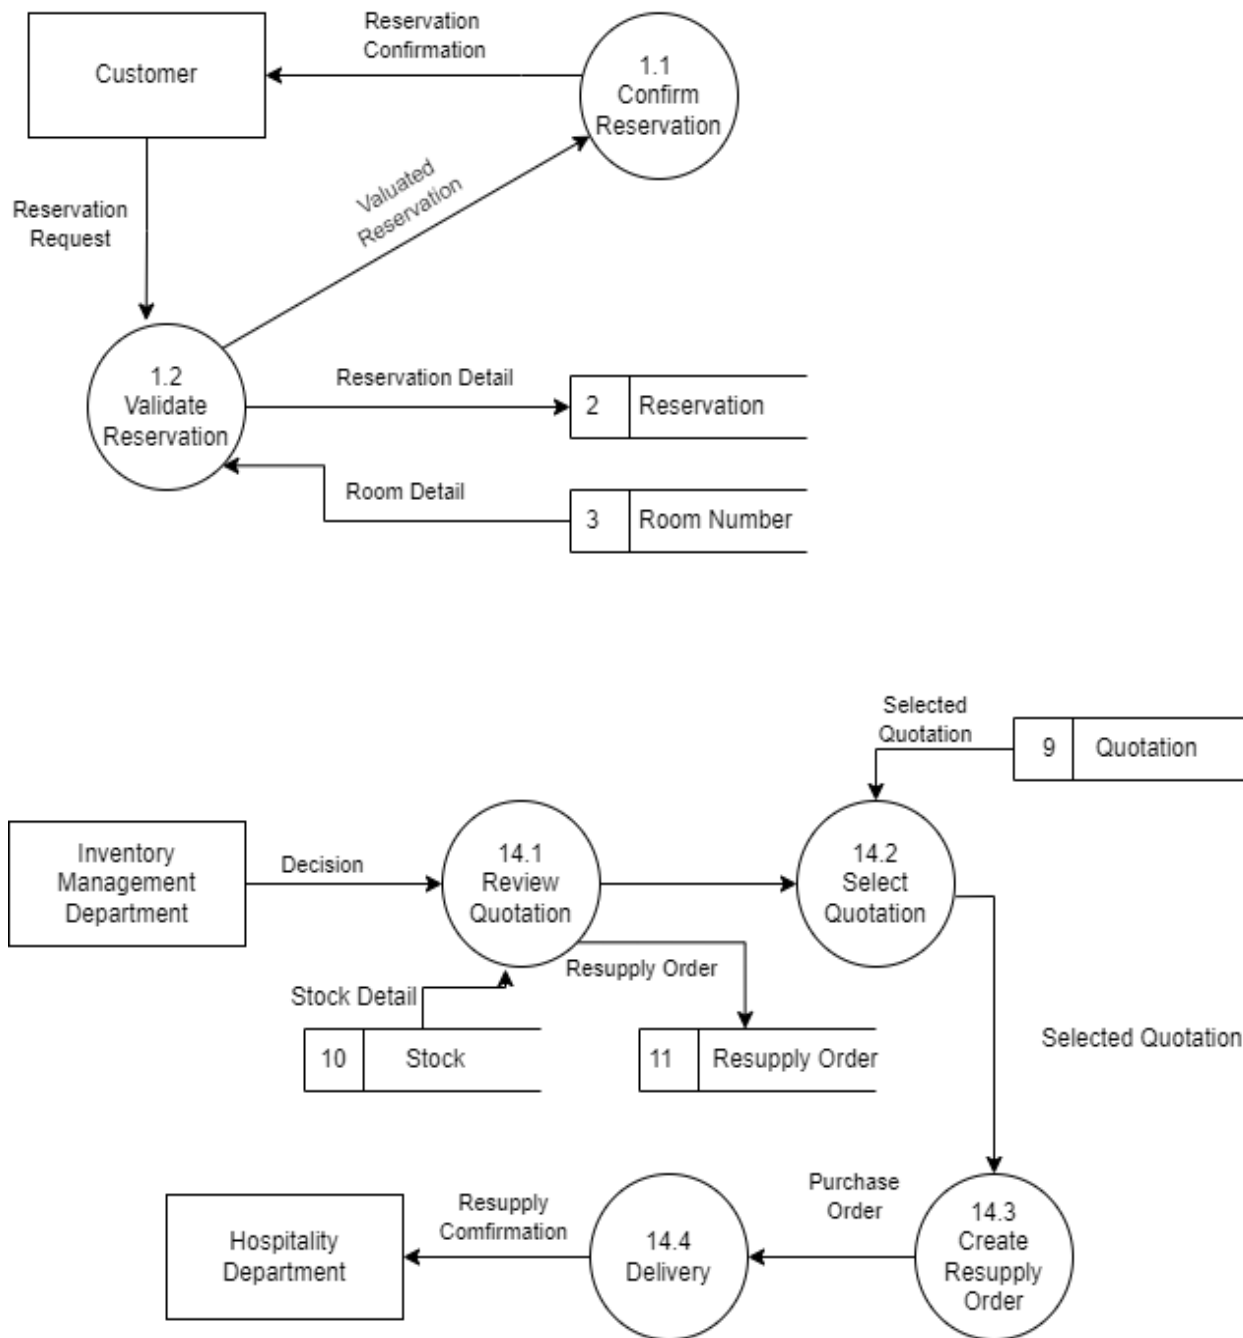 Reservation
Confirmation
Customer
1.1
Confirm
Reservation
Valuated
Reservation
Reservation
Request
1.2
Validate
Reservation
Reservation Detail
2
Reservation
Room Detail
3
Room Number
Selected
Quotation
9
Quotation
Inventory
Management
Department
Decision
14.1
Review
Quotation
14.2
Select
Quotation
Resupply Order
Stock Detail
10
Stock
11
Resupply Order
Selected Quotation
Hospitality
Department
Resupply
Comfirmation
14.4
Delivery
Purchase
Order
14.3
Create
Resupply
Order